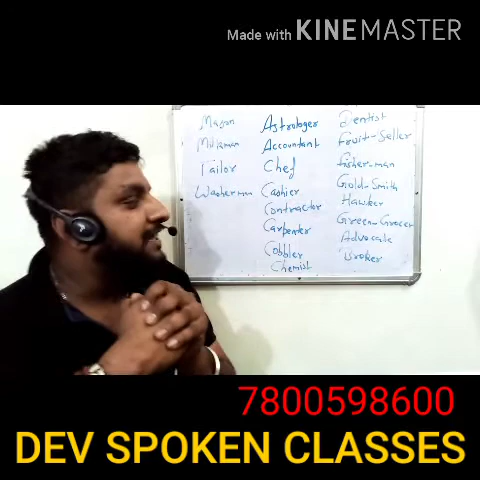 Made with KINEMASTER
Mason
Milkman
Tailor
Washerman
Astrologer
Accountant
Chef
Cashier
Contractor
Carpenter
Cobbler
Chemist
Dentist
Fruit-Seller
Fisher-man
Gold-Smith
Hawker
Green-Grocer
Advocate
Broker
7800598600
DEV SPOKEN CLASSES